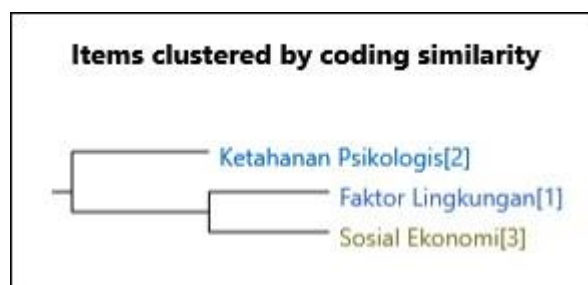 Items clustered by coding similarity
Ketahanan Psikologis[2]
Faktor Lingkungan[1]
Sosial Ekonomi[3]